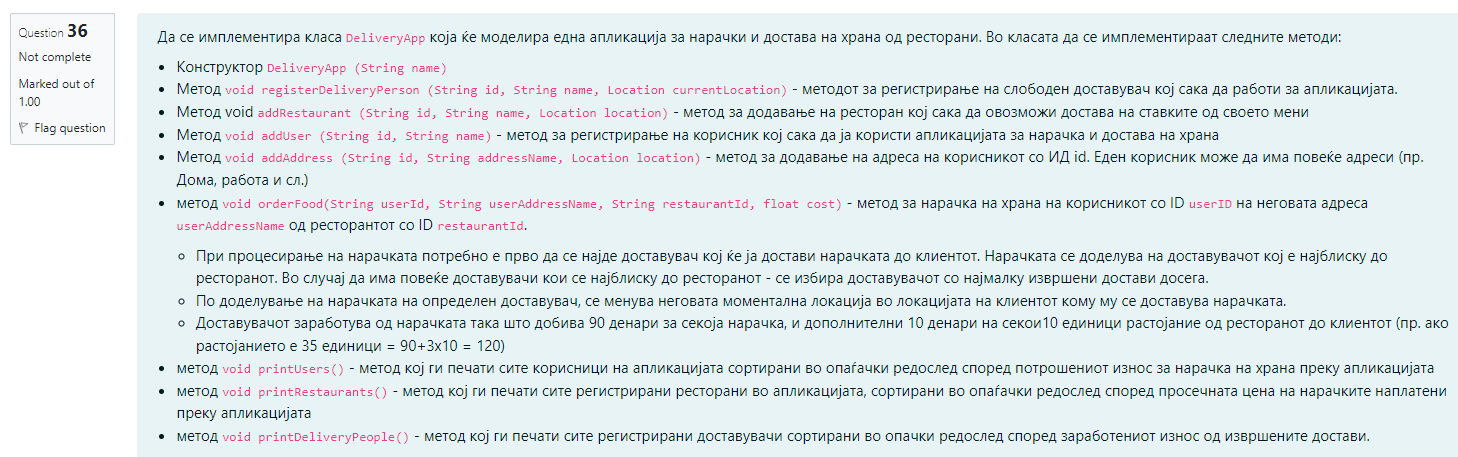 Question 36
Not complete
Marked out of
1.00
Flag question
Да се имплементира класа DeliveryApp која ќе моделира една апликација за нарачки и достава на храна од ресторани. Во класата да се имплементираат следните методи:
Конструктор DeliveryApp (String name)
Метод void registerDeliveryPerson (String id, String name, Location currentLocation) - методот за регистрирање на слободен доставувач кој сака да работи за апликацијата.
Метод void addRestaurant (String id, String name, Location location) - метод за додавање на ресторан кој сака да овозможи достава на ставките од своето мени
Метод void addUser (String id, String name) - метод за регистрирање на корисник кој сака да ја користи апликацијата за нарачка и достава на храна
Метод void addAddress (String id, String addressName, Location location) - метод за додавање на адреса на корисникот со ИД id. Еден корисник може да има повеќе адреси (пр.
Дома, работа и сл.)
метод void orderFood(String userId, String userAddressName, String restaurantId, float cost) - метод за нарачка на храна на корисникот со ID userID на неговата адреса
userAddressName од ресторантот со ID restaurantId.
При процесирање на нарачката потребно е прво да се најде доставувач кој ќе ја достави нарачката до клиентот. Нарачката се доделува на доставувачот кој е најблиску до
ресторанот. Во случај да има повеќе доставувачи кои се најблиску до ресторанот - се избира доставувачот со најмалку извршени достави досега.
По доделување на нарачката на определен доставувач, се менува неговата моментална локација во локацијата на клиентот кому му се доставува нарачката.
Доставувачот заработува од нарачката така што добива 90 денари за секоја нарачка, и дополнителни 10 денари на секои10 единици растојание од ресторанот до клиентот (пр. ако
растојанието е 35 единици = 90+3x10 = 120)
метод void printUsers() - метод кој ги печати сите корисници на апликацијата сортирани во опаѓачки редослед според потрошениот износ за нарачка на храна преку апликацијата
метод void printRestaurants() - метод кој ги печати сите регистрирани ресторани во апликацијата, сортирани во опаѓачки редослед според просечната цена на нарачките наплатени
преку апликацијата
метод void printDeliveryPeople() - метод кој ги печати сите регистрирани доставувачи сортирани во опачки редослед според заработениот износ од извршените достави.